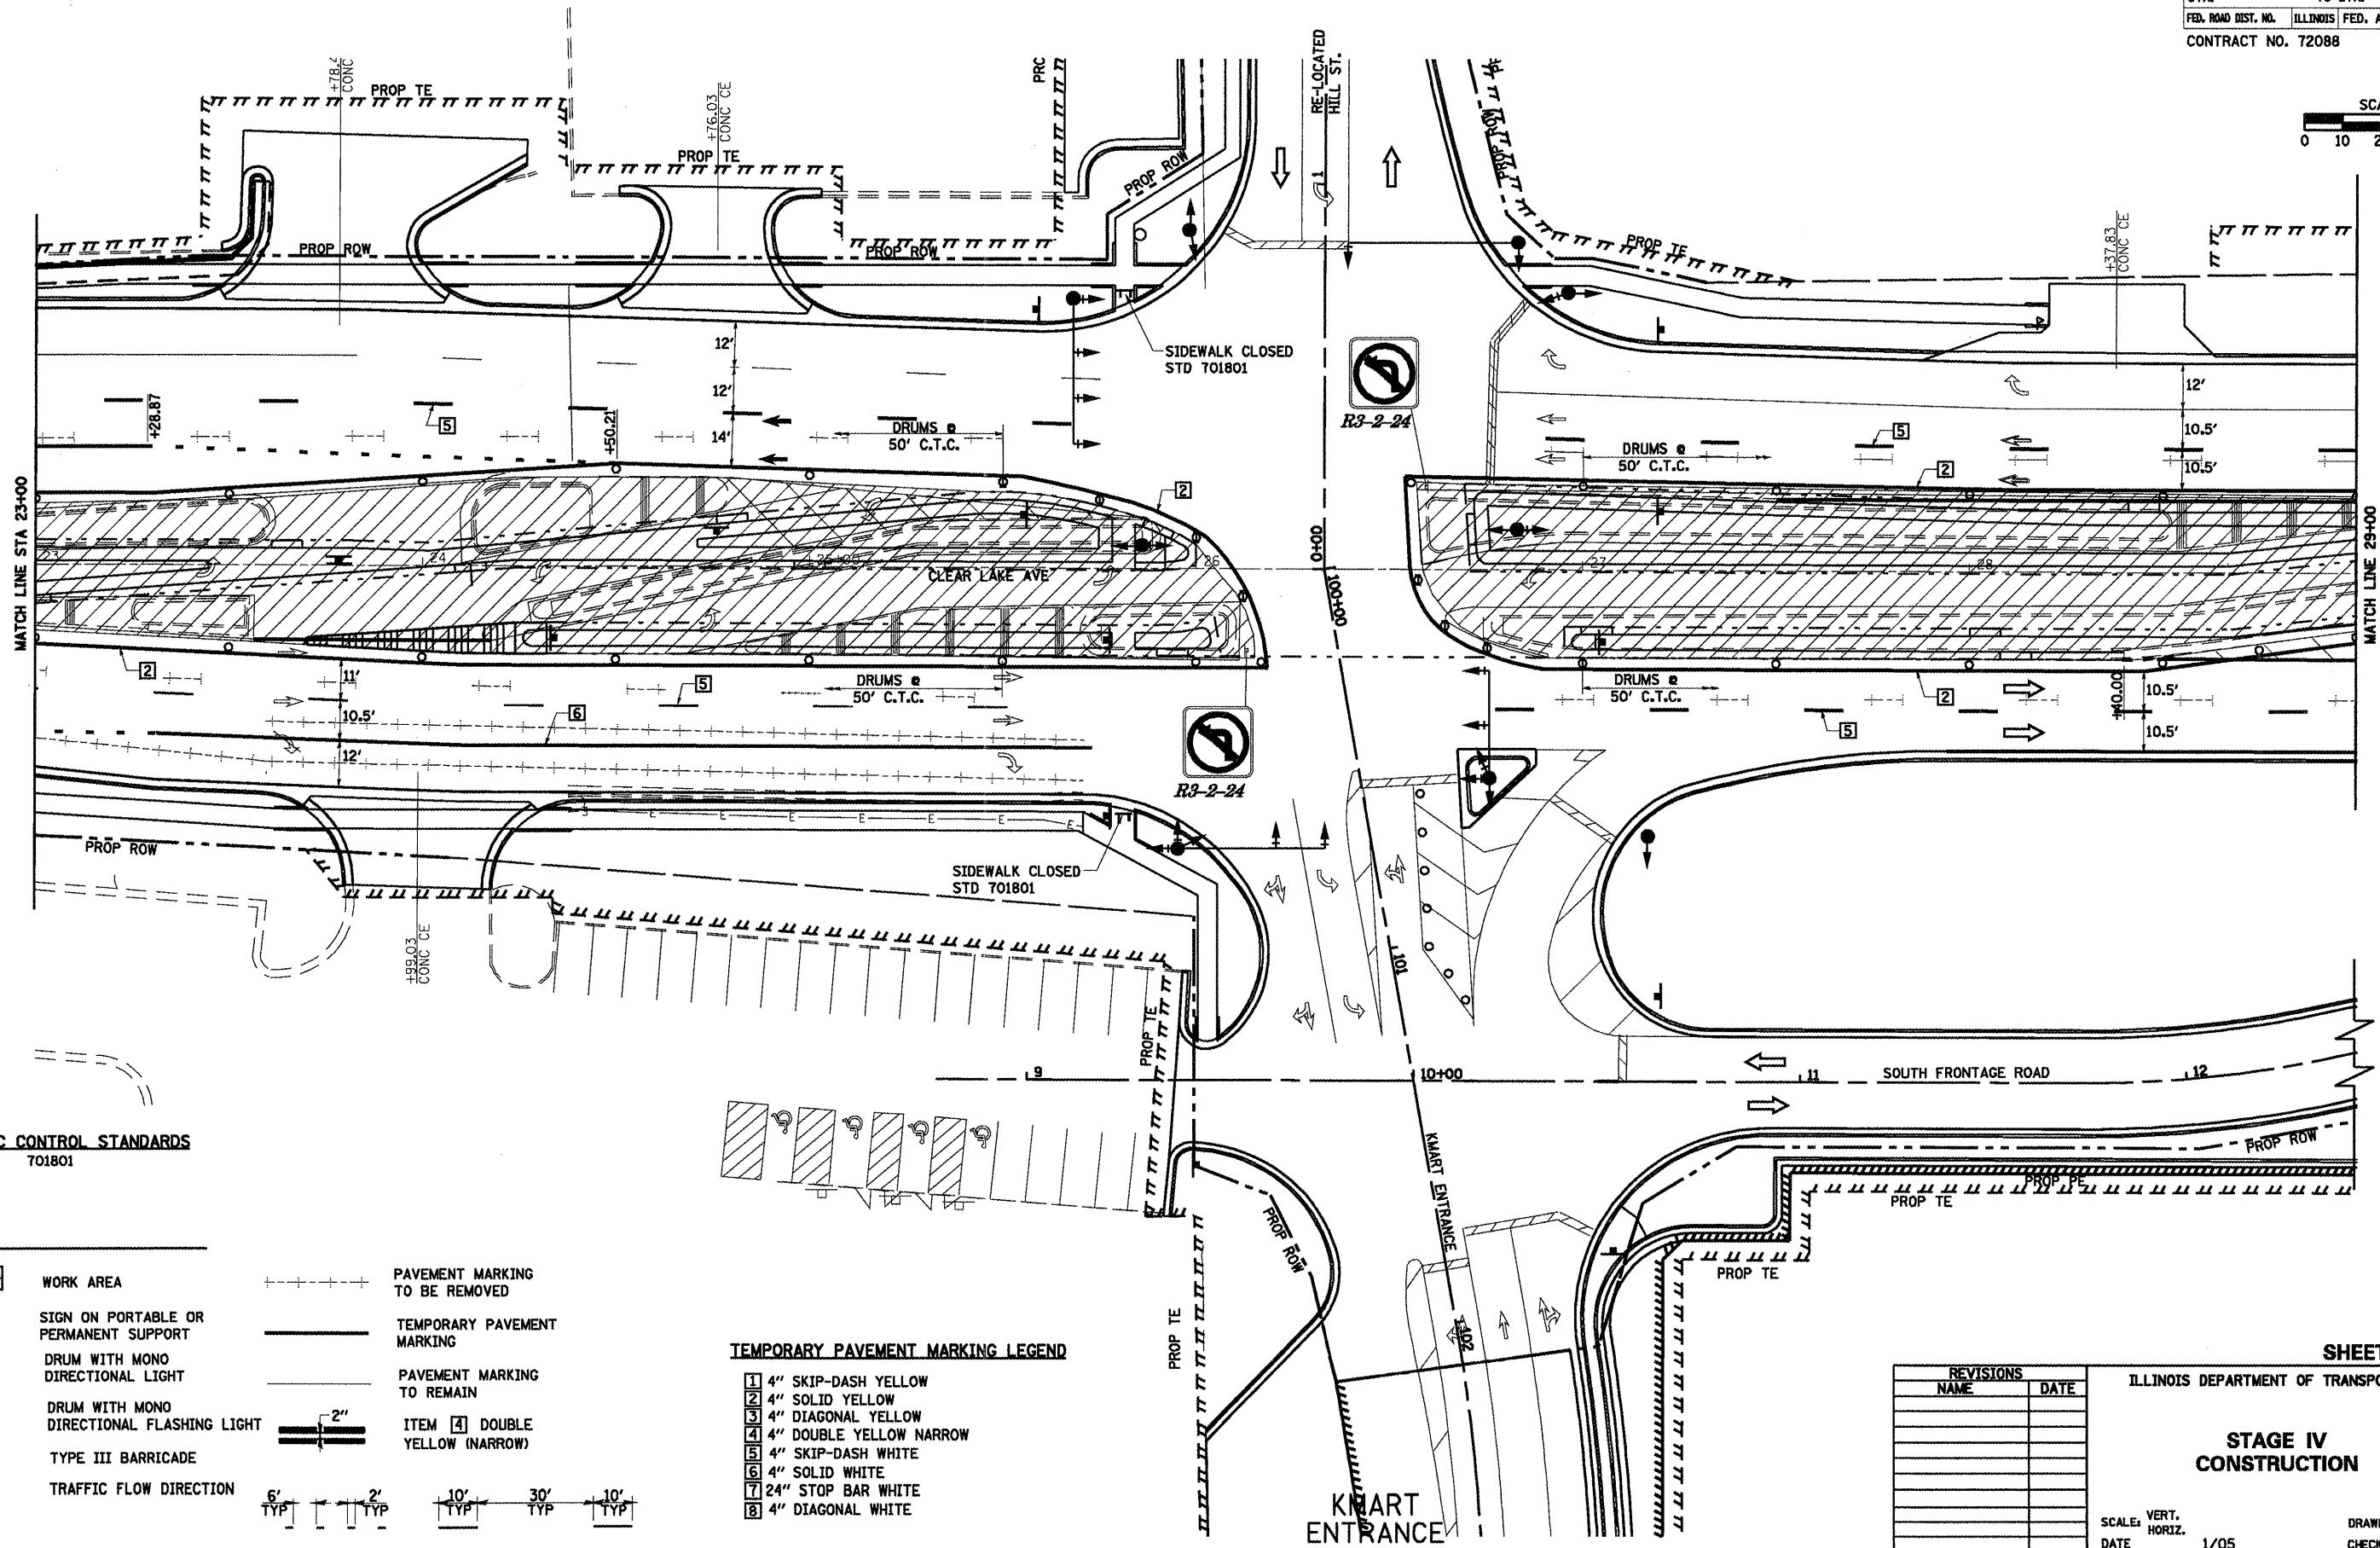 FED. ROAD DIST. NO. ILLINOIS FED. A
CONTRACT NO. 72088
0 10
PROP TE
CONC
+76.03
CONC CE
PROP TE
PROP ROW
PROP ROW
PROP ROW
RE-LOCATED
HILL ST.
1
PROP ROW
PROP TE
+37.83
CONC CE
SIDEWALK CLOSED
STD 701801
R3-2-24
12'
12'
14'
+28.87
5
+50.21
DRUMS @
50' C.T.C.
2
DRUMS @
50' C.T.C.
5
2
12'
10.5'
10.5'
MATCH LINE STA 23+00
23
24
CLEAR LAKE AVE
26
0+00
100+00
27
28
MATCH LINE 29+00
2
11'
10.5'
12'
5
6
DRUMS @
50' C.T.C.
R3-2-24
DRUMS @
50' C.T.C.
2
5
+40.00
10.5'
10.5'
PROP ROW
+99.03
CONC CE
E E E E E E E
SIDEWALK CLOSED
STD 701801
101
PROP TE
9
10+00
11
SOUTH FRONTAGE ROAD
12
KMART ENTRANCE
102
PROP ROW
PROP TE
PROP ROW
PROP PE
PROP TE
PROP TE
KMART
ENTRANCE
C CONTROL STANDARDS
701801
WORK AREA
SIGN ON PORTABLE OR
PERMANENT SUPPORT
DRUM WITH MONO
DIRECTIONAL LIGHT
DRUM WITH MONO
DIRECTIONAL FLASHING LIGHT
TYPE III BARRICADE
TRAFFIC FLOW DIRECTION
PAVEMENT MARKING
TO BE REMOVED
TEMPORARY PAVEMENT
MARKING
PAVEMENT MARKING
TO REMAIN
2"
ITEM 4 DOUBLE
YELLOW (NARROW)
6' TYP
2' TYP
10' TYP
30' TYP
10' TYP
TEMPORARY PAVEMENT MARKING LEGEND
1 4" SKIP-DASH YELLOW
2 4" SOLID YELLOW
3 4" DIAGONAL YELLOW
4 4" DOUBLE YELLOW NARROW
5 4" SKIP-DASH WHITE
6 4" SOLID WHITE
7 24" STOP BAR WHITE
8 4" DIAGONAL WHITE
SHEET
REVISIONS
NAME DATE
ILLINOIS DEPARTMENT OF TRANSPO
STAGE IV
CONSTRUCTION
SCALE: VERT.
HORIZ.
DATE 1/05
DRAW
CHECK